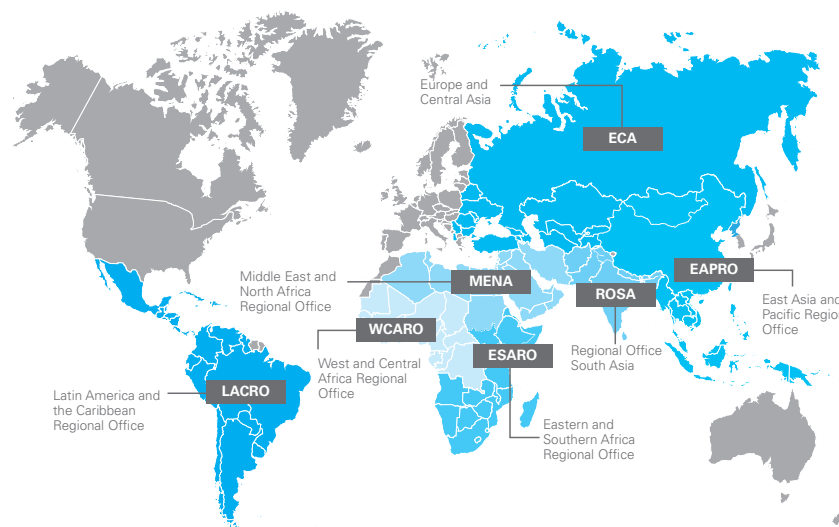 Europe and
Central Asia
ECA
Middle East and
North Africa
Regional Office
MENA
EAPRO
East Asia and
Pacific Regio
Office
ROSA
Regional Office
South Asia
WCARO
West and Central
Africa Regional
Office
ESARO
Eastern and
Southern Africa
Regional Office
LACRO
Latin America and
the Caribbean
Regional Office